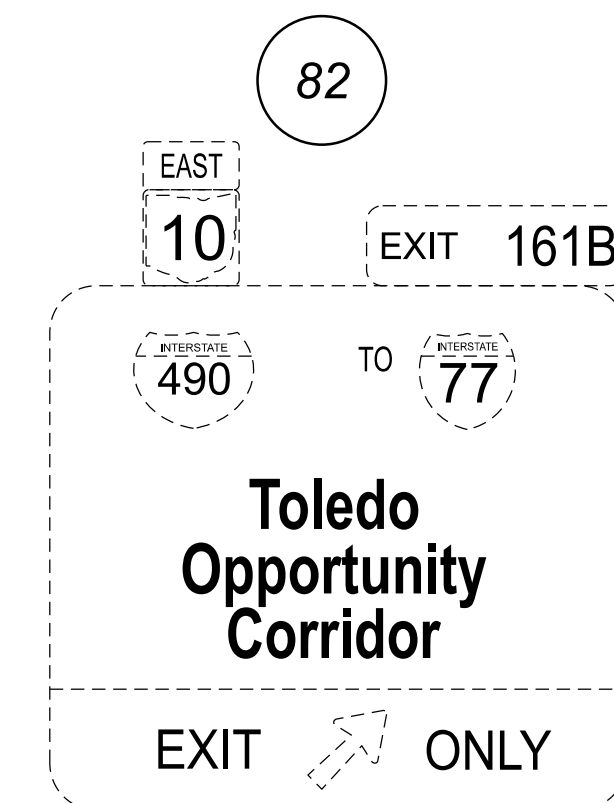 82
EAST
10
EXIT 161B
INTERSTATE
490
TO
INTERSTATE
77
Toledo
Opportunity
Corridor
EXIT ONLY